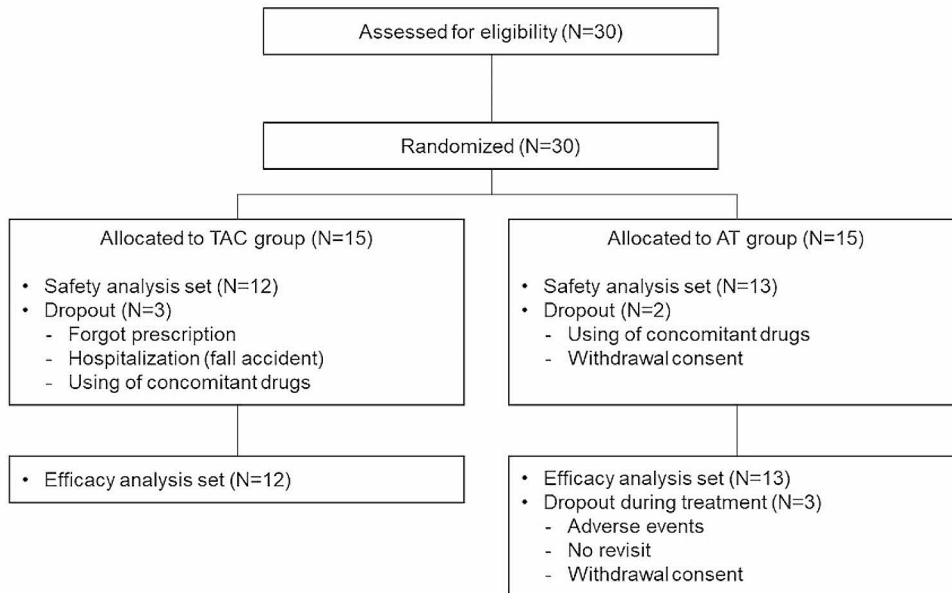 Assessed for eligibility (N=30)
Randomized (N=30)
Allocated to TAC group (N=15)
• Safety analysis set (N=12)
• Dropout (N=3)
- Forgot prescription
- Hospitalization (fall accident)
- Using of concomitant drugs
Allocated to AT group (N=15)
• Safety analysis set (N=13)
• Dropout (N=2)
- Using of concomitant drugs
- Withdrawal consent
• Efficacy analysis set (N=12)
• Efficacy analysis set (N=13)
• Dropout during treatment (N=3)
- Adverse events
- No revisit
- Withdrawal consent